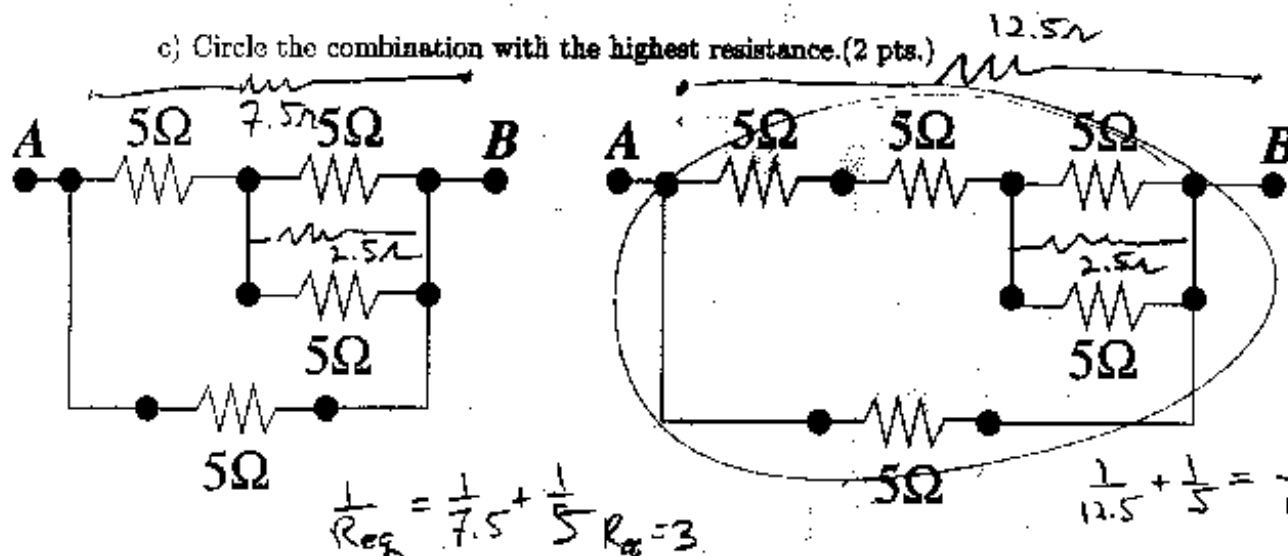 c) Circle the combination with the highest resistance.(2 pts.)
12.5Ω
7.5Ω
5Ω 5Ω
5Ω 5Ω 5Ω
A B
A B
2.5Ω
2.5Ω
5Ω
5Ω
5Ω
5Ω
1/Req = 1/7.5 + 1/5 Req = 3
1/12.5 + 1/5 =